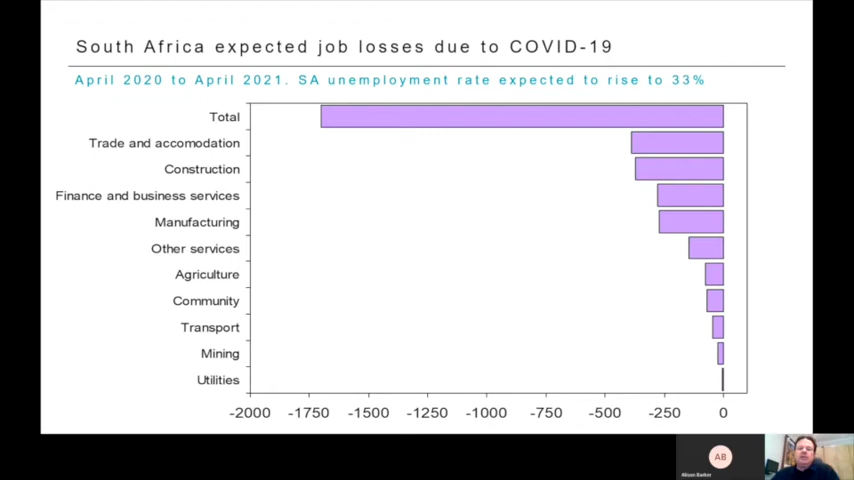 South Africa expected job losses due to COVID-19
April 2020 to April 2021. SA unemployment rate expected to rise to 33%
Total
Trade and accomodation
Construction
Finance and business services
Manufacturing
Other services
Agriculture
Community
Transport
Mining
Utilities
-2000 -1750 -1500 -1250 -1000 -750 -500 -250 0
AB
Alison Barker